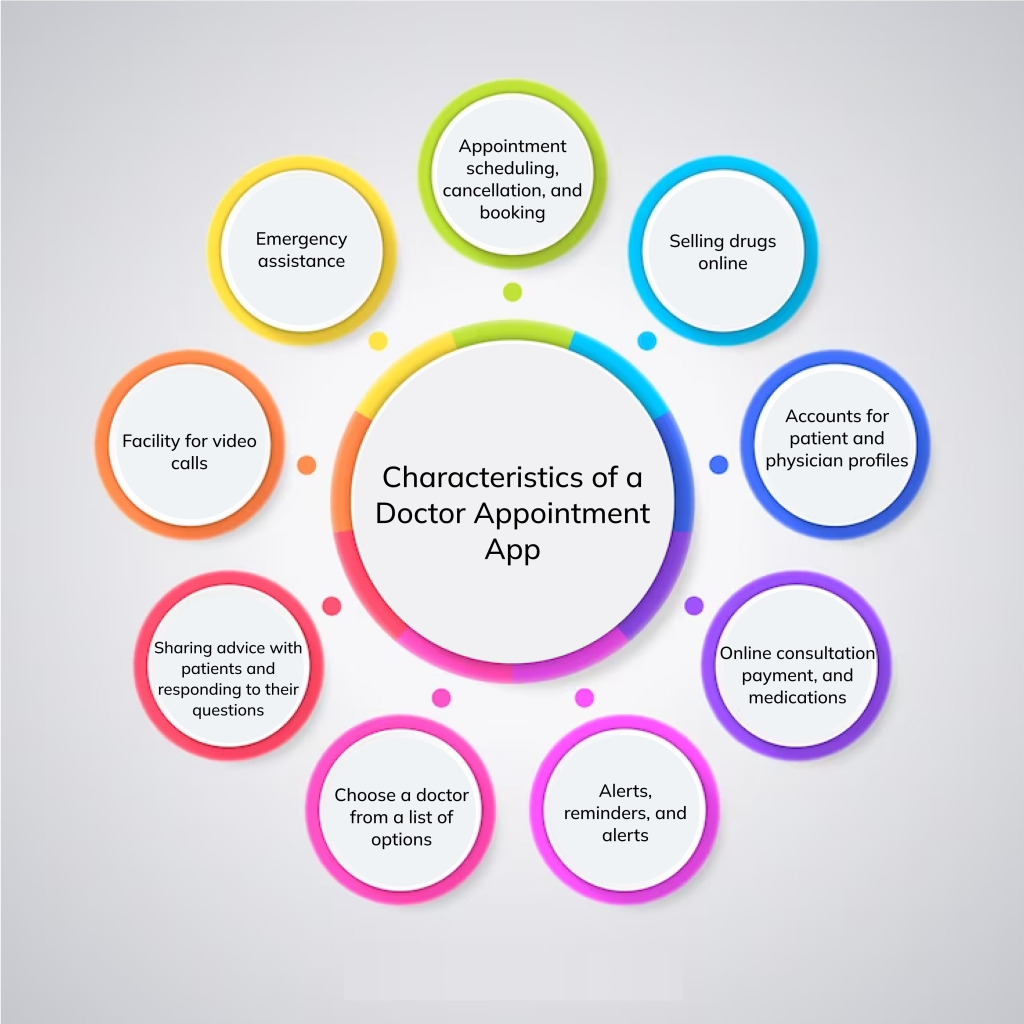 Appointment
scheduling,
cancellation, and
booking
Emergency
assistance
Selling drugs
online
Facility for video
calls
Accounts for
patient and
physician profiles
Characteristics of a
Doctor Appointment
App
Sharing advice with
patients and
responding to their
questions
Online consultation
payment, and
medications
Choose a doctor
from a list of
options
Alerts,
reminders, and
alerts